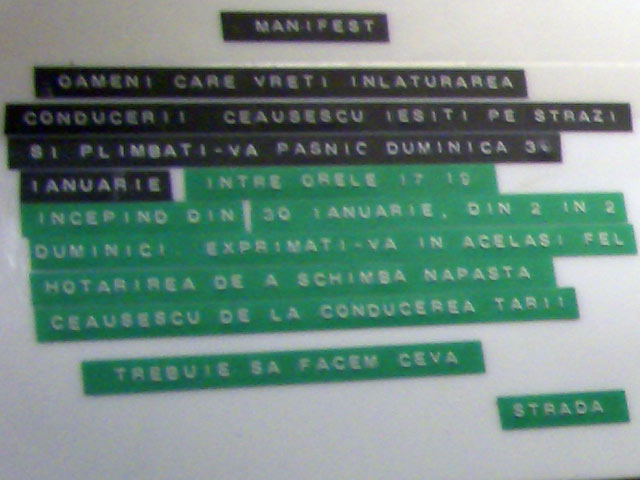 MANIFEST
OAMENI CARE VRETI INLATURAREA
CONDUCERII CEAUSESCU IESITI PE STRAZI
SI PLIMBATI-VA PASNIC DUMINICA 30
IANUARIE INTRE ORELE 17 19
INCEPIND DIN 30 IANUARIE, DIN 2 IN 2
DUMINICI EXPRIMATI-VA IN ACELASI FEL
HOTARIREA DE A SCHIMBA NAPASTA
CEAUSESCU DE LA CONDUCEREA TARII
TREBUIE SA FACEM CEVA
STRADA